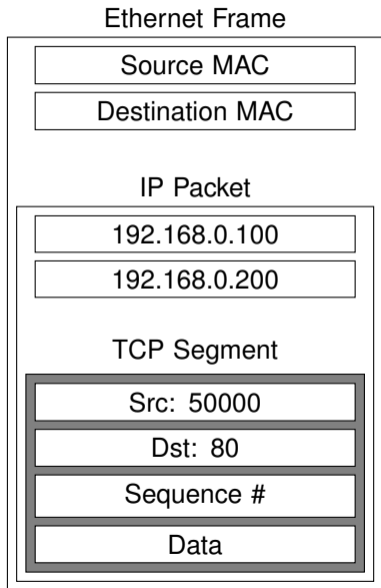 Ethernet Frame
Source MAC
Destination MAC
IP Packet
192.168.0.100
192.168.0.200
TCP Segment
Src: 50000
Dst: 80
Sequence #
Data